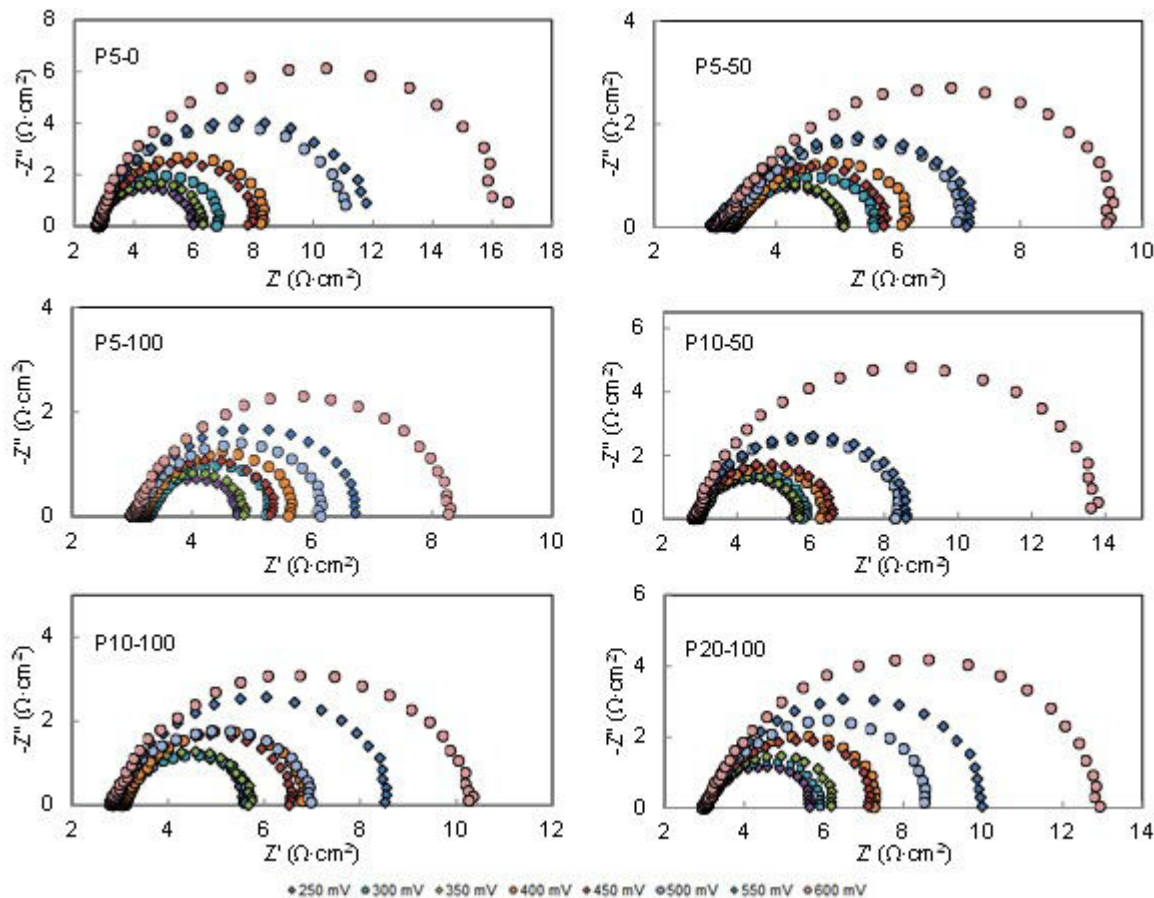 8
6
4
2
0
P5-0
-Z" (Ω·cm²)
2 4 6 8 10 12 14 16 18
Z' (Ω·cm²)
4
2
0
P5-50
-Z" (Ω·cm²)
2 4 6 8 10
Z' (Ω·cm²)
4
2
0
P5-100
-Z" (Ω·cm²)
2 4 6 8 10
Z' (Ω·cm²)
6
4
2
0
P10-50
-Z" (Ω·cm²)
2 4 6 8 10 12 14
Z' (Ω·cm²)
4
2
0
P10-100
-Z" (Ω·cm²)
2 4 6 8 10 12
Z' (Ω·cm²)
6
4
2
0
P20-100
-Z" (Ω·cm²)
2 4 6 8 10 12 14
Z' (Ω·cm²)
250 mV 300 mV 350 mV 400 mV 450 mV 500 mV 550 mV 600 mV